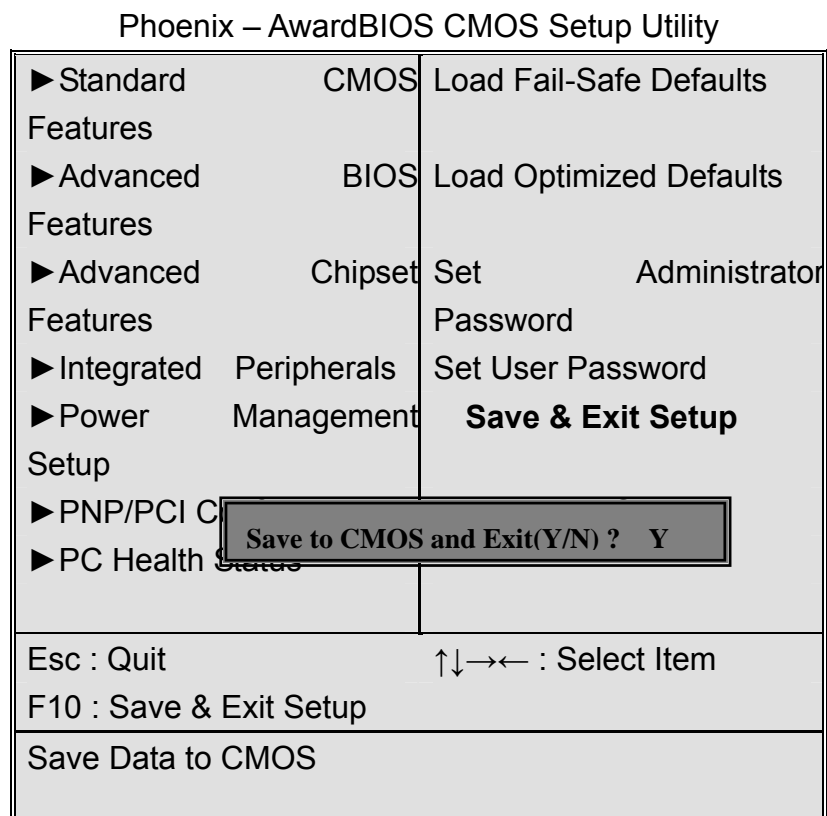 Phoenix – AwardBIOS CMOS Setup Utility
►Standard CMOS
Features
►Advanced BIOS
Features
►Advanced Chipset
Features
►Integrated Peripherals
►Power Management
Setup
►PNP/PCI
►PC Health Status
Load Fail-Safe Defaults
Load Optimized Defaults
Set Administrator
Password
Set User Password
Save & Exit Setup
Save to CMOS and Exit(Y/N) ? Y
Esc : Quit
↑↓→← : Select Item
F10 : Save & Exit Setup
Save Data to CMOS